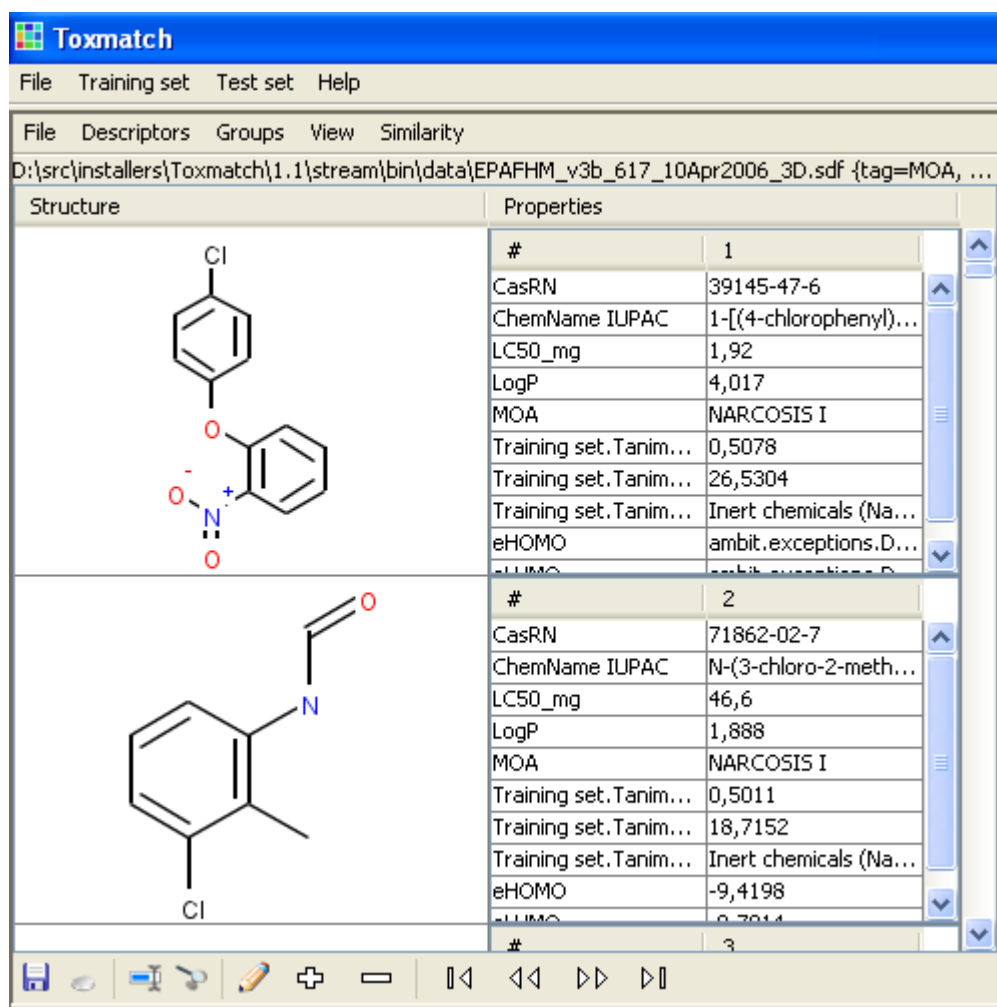 Toxmatch
File Training set Test set Help
File Descriptors Groups View Similarity
D:\src\installers\Toxmatch\1.1\stream\bin\data\EPAFHM_v3b_617_10Apr2006_3D.sdf {tag=MOA, ...
Structure Properties
# 1
CasRN 39145-47-6
ChemName IUPAC 1-[(4-chlorophenyl)...
LC50_mg 1,92
LogP 4,017
MOA NARCOSIS I
Training set.Tanim... 0,5078
Training set.Tanim... 26,5304
Training set.Tanim... Inert chemicals (Na...
eHOMO ambit.exceptions.D...
Cl
O
O - N +
O
# 2
CasRN 71862-02-7
ChemName IUPAC N-(3-chloro-2-meth...
LC50_mg 46,6
LogP 1,888
MOA NARCOSIS I
Training set.Tanim... 0,5011
Training set.Tanim... 18,7152
Training set.Tanim... Inert chemicals (Na...
eHOMO -9,4198
O
N
Cl
# 3